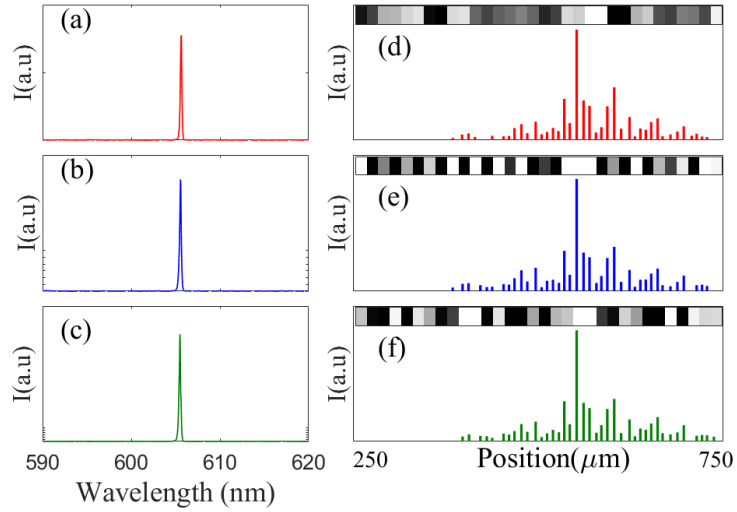 (a)
I(a.u)
(b)
I(a.u)
(c)
I(a.u)
590 600 610 620
Wavelength (nm)
(d)
I(a.u)
(e)
I(a.u)
(f)
I(a.u)
250 Position(μm) 750